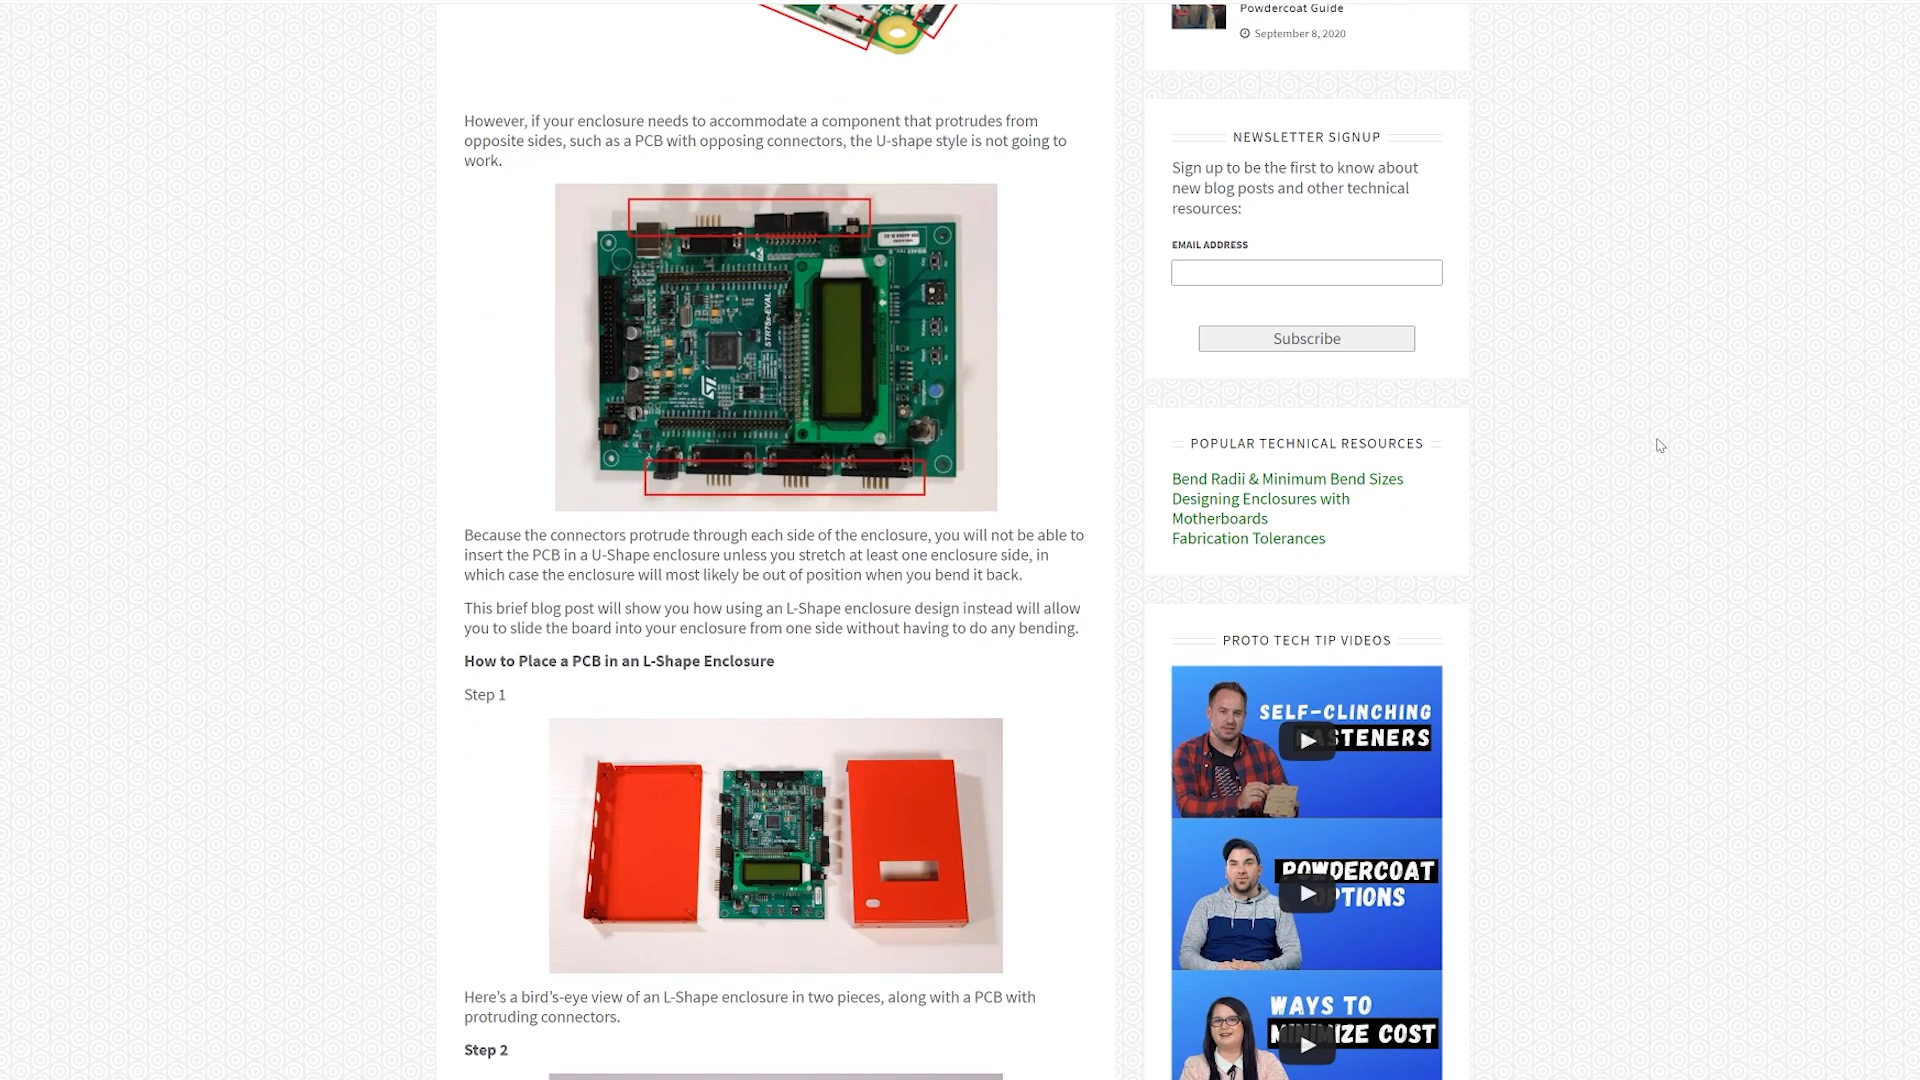 Powdercoat Guide
September 8, 2020
However, if your enclosure needs to accommodate a component that protrudes from
opposite sides, such as a PCB with opposing connectors, the U-shape style is not going to
work.
STR75x-EVAL
Because the connectors protrude through each side of the enclosure, you will not be able to
insert the PCB in a U-Shape enclosure unless you stretch at least one enclosure side, in
which case the enclosure will most likely be out of position when you bend it back.
This brief blog post will show you how using an L-Shape enclosure design instead will allow
you to slide the board into your enclosure from one side without having to do any bending.
How to Place a PCB in an L-Shape Enclosure
Step 1
Here’s a bird’s-eye view of an L-Shape enclosure in two pieces, along with a PCB with
protruding connectors.
Step 2
NEWSLETTER SIGNUP
Sign up to be the first to know about
new blog posts and other technical
resources:
EMAIL ADDRESS
Subscribe
POPULAR TECHNICAL RESOURCES
Bend Radii & Minimum Bend Sizes
Designing Enclosures with
Motherboards
Fabrication Tolerances
PROTO TECH TIP VIDEOS
SELF-CLINCHING
FASTENERS
POWDERCOAT
OPTIONS
WAYS TO
MINIMIZE COST